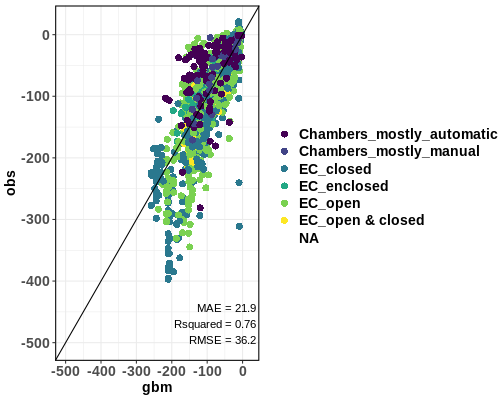 0
-100
-200
-300
-400
-500
obs
MAE = 21.9
Rsquared = 0.76
RMSE = 36.2
-500 -400 -300 -200 -100 0
gbm
Chambers_mostly_automatic
Chambers_mostly_manual
EC_closed
EC_enclosed
EC_open
EC_open & closed
NA